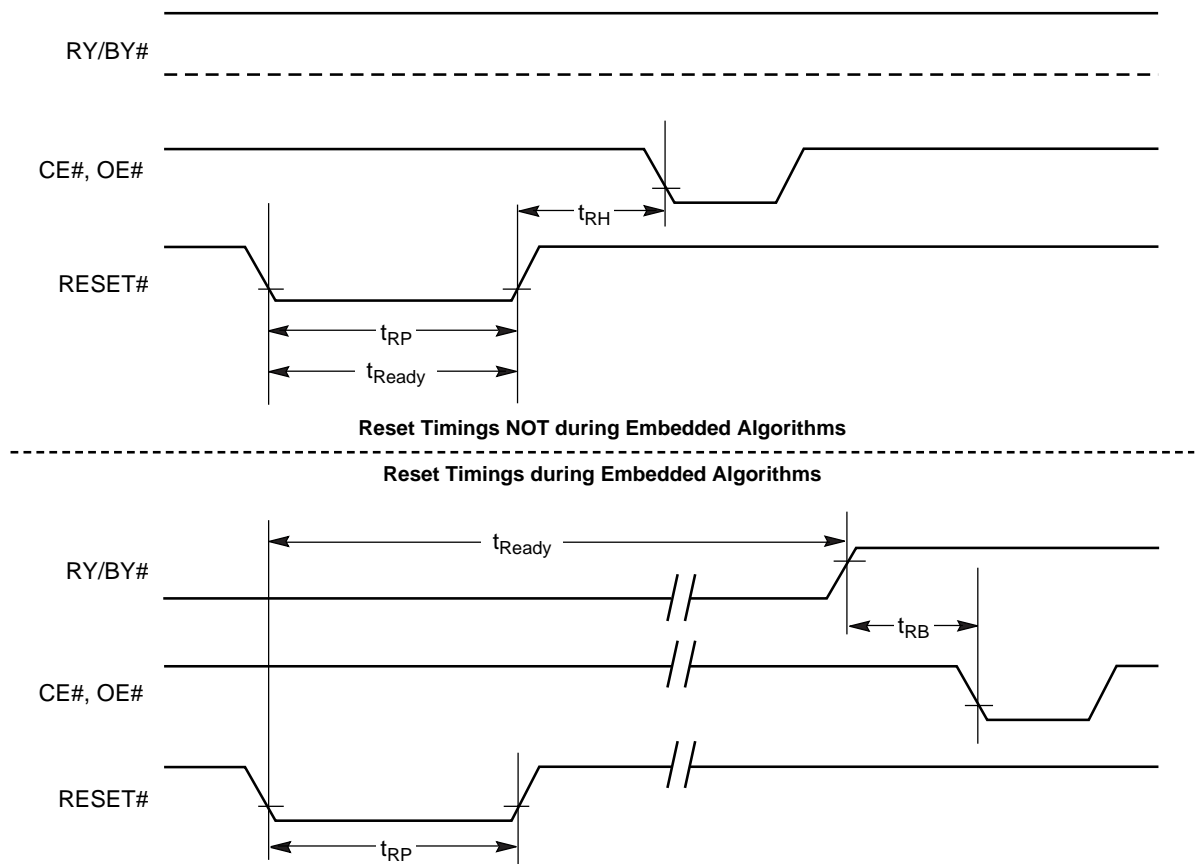 RY/BY#
CE#, OE#
tRH
RESET#
tRP
tReady
Reset Timings NOT during Embedded Algorithms
Reset Timings during Embedded Algorithms
tReady
RY/BY#
tRB
CE#, OE#
RESET#
tRP